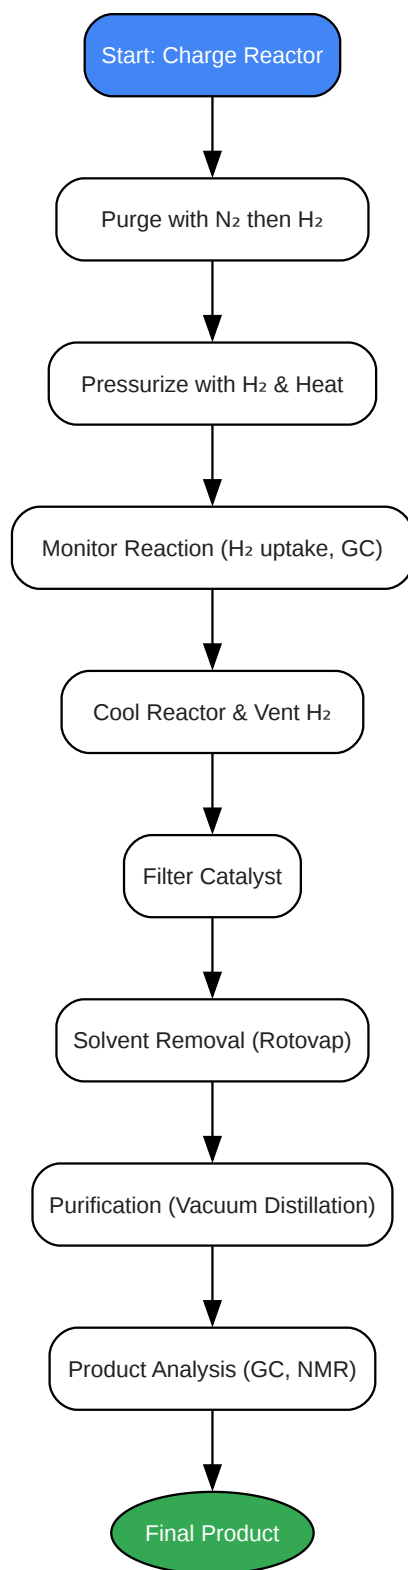 Start: Charge Reactor
Purge with N₂ then H₂
Pressurize with H₂ & Heat
Monitor Reaction (H₂ uptake, GC)
Cool Reactor & Vent H₂
Filter Catalyst
Solvent Removal (Rotovap)
Purification (Vacuum Distillation)
Product Analysis (GC, NMR)
Final Product